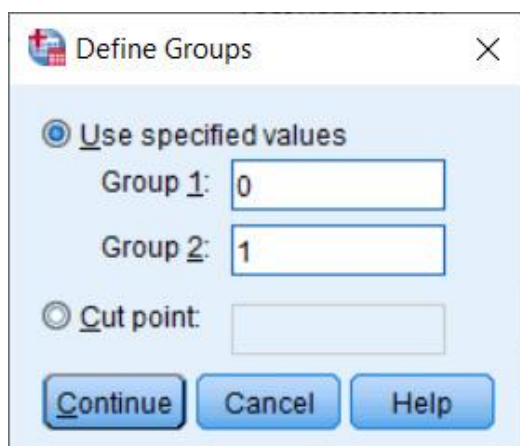 Define Groups
Use specified values
Group 1: 0
Group 2: 1
Cut point:
Continue Cancel Help